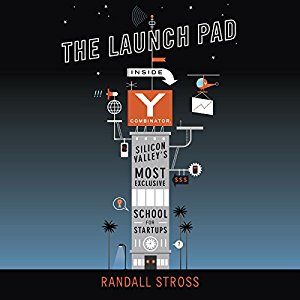 THE LAUNCH PAD
INSIDE
Y
COMBINATOR
SILICON
VALLEY'S
MOST
EXCLUSIVE
SCHOOL
FOR
STARTUPS
$$$
?
RANDALL STROSS